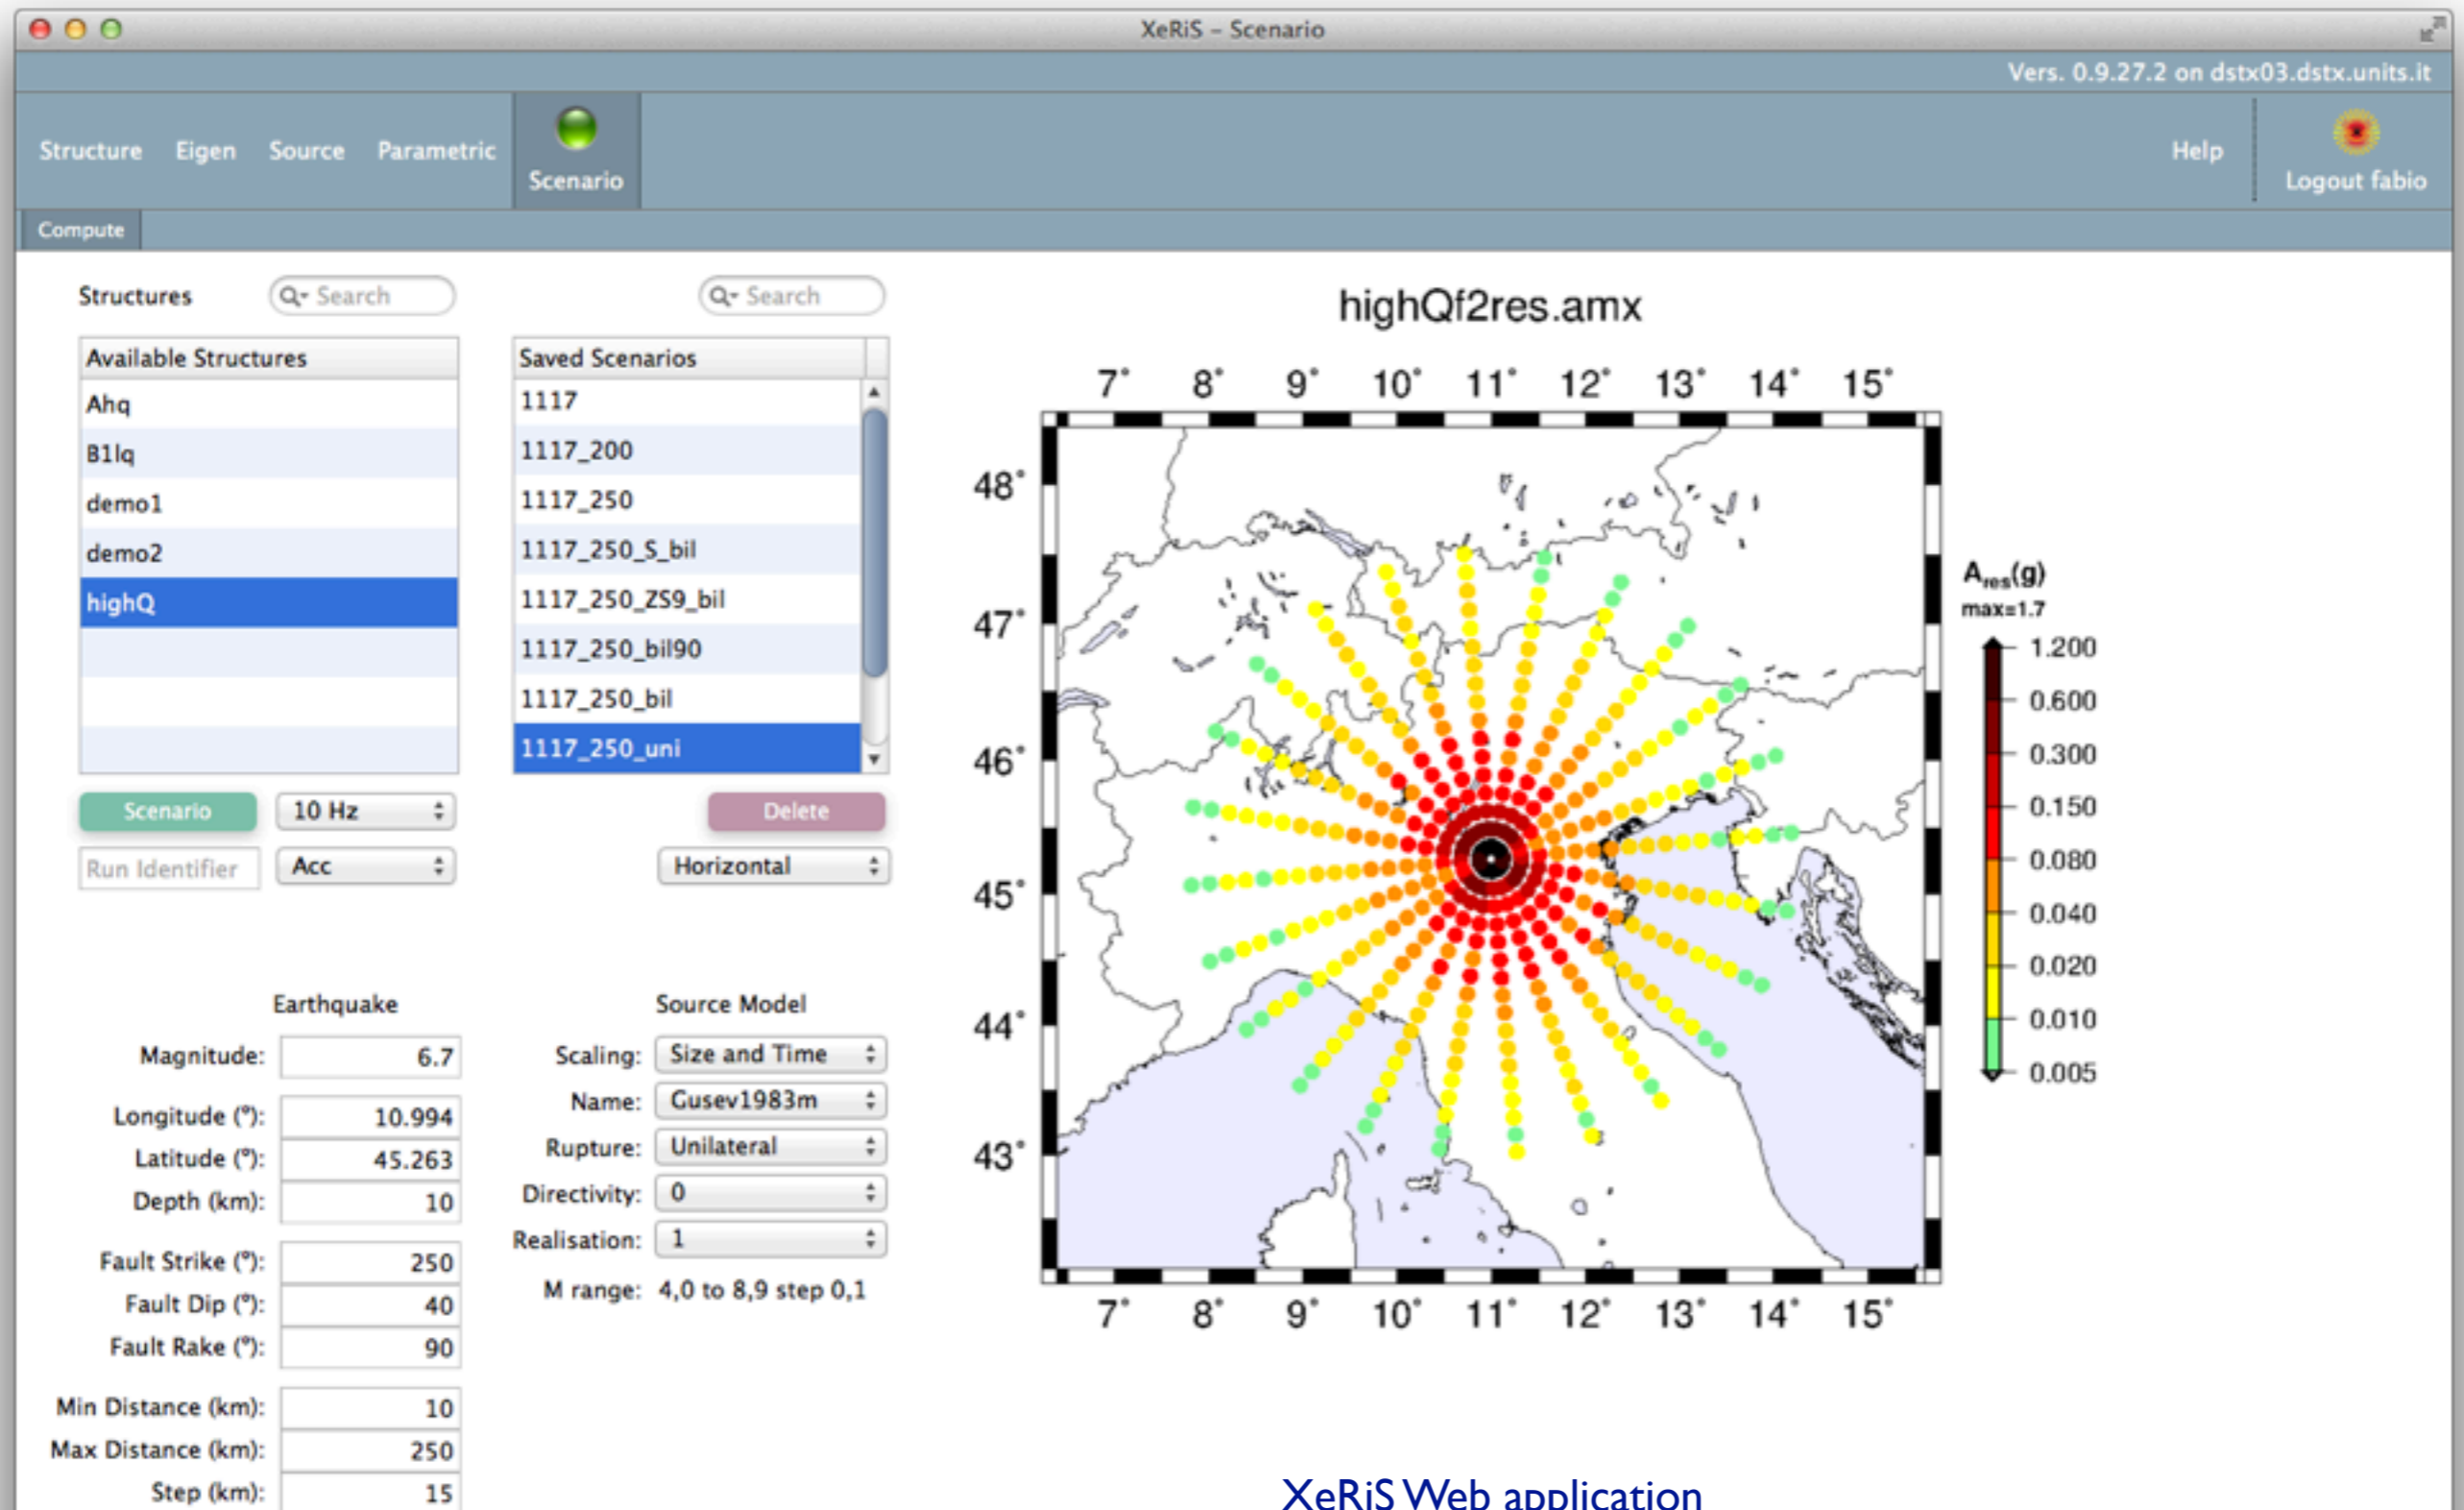 XeRiS – Scenario
Vers. 0.9.27.2 on dstx03.dstx.units.it
Structure Eigen Source Parametric Scenario Help Logout fabio
Compute
Structures
Search
Available Structures
Ahq
B1lq
demo1
demo2
highQ
Scenario 10 Hz
Run Identifier Acc
Search
Saved Scenarios
1117
1117_200
1117_250
1117_250_S_bil
1117_250_ZS9_bil
1117_250_bil90
1117_250_bil
1117_250_uni
Delete
Horizontal
Earthquake
Magnitude: 6.7
Longitude (°): 10.994
Latitude (°): 45.263
Depth (km): 10
Fault Strike (°): 250
Fault Dip (°): 40
Fault Rake (°): 90
Min Distance (km): 10
Max Distance (km): 250
Step (km): 15
Source Model
Scaling: Size and Time
Name: Gusev1983m
Rupture: Unilateral
Directivity: 0
Realisation: 1
M range: 4,0 to 8,9 step 0,1
highQf2res.amx
7° 8° 9° 10° 11° 12° 13° 14° 15°
48°
47°
46°
45°
44°
43°
7° 8° 9° 10° 11° 12° 13° 14° 15°
Ares(g)
max=1.7
1.200
0.600
0.300
0.150
0.080
0.040
0.020
0.010
0.005
XeRiS Web application